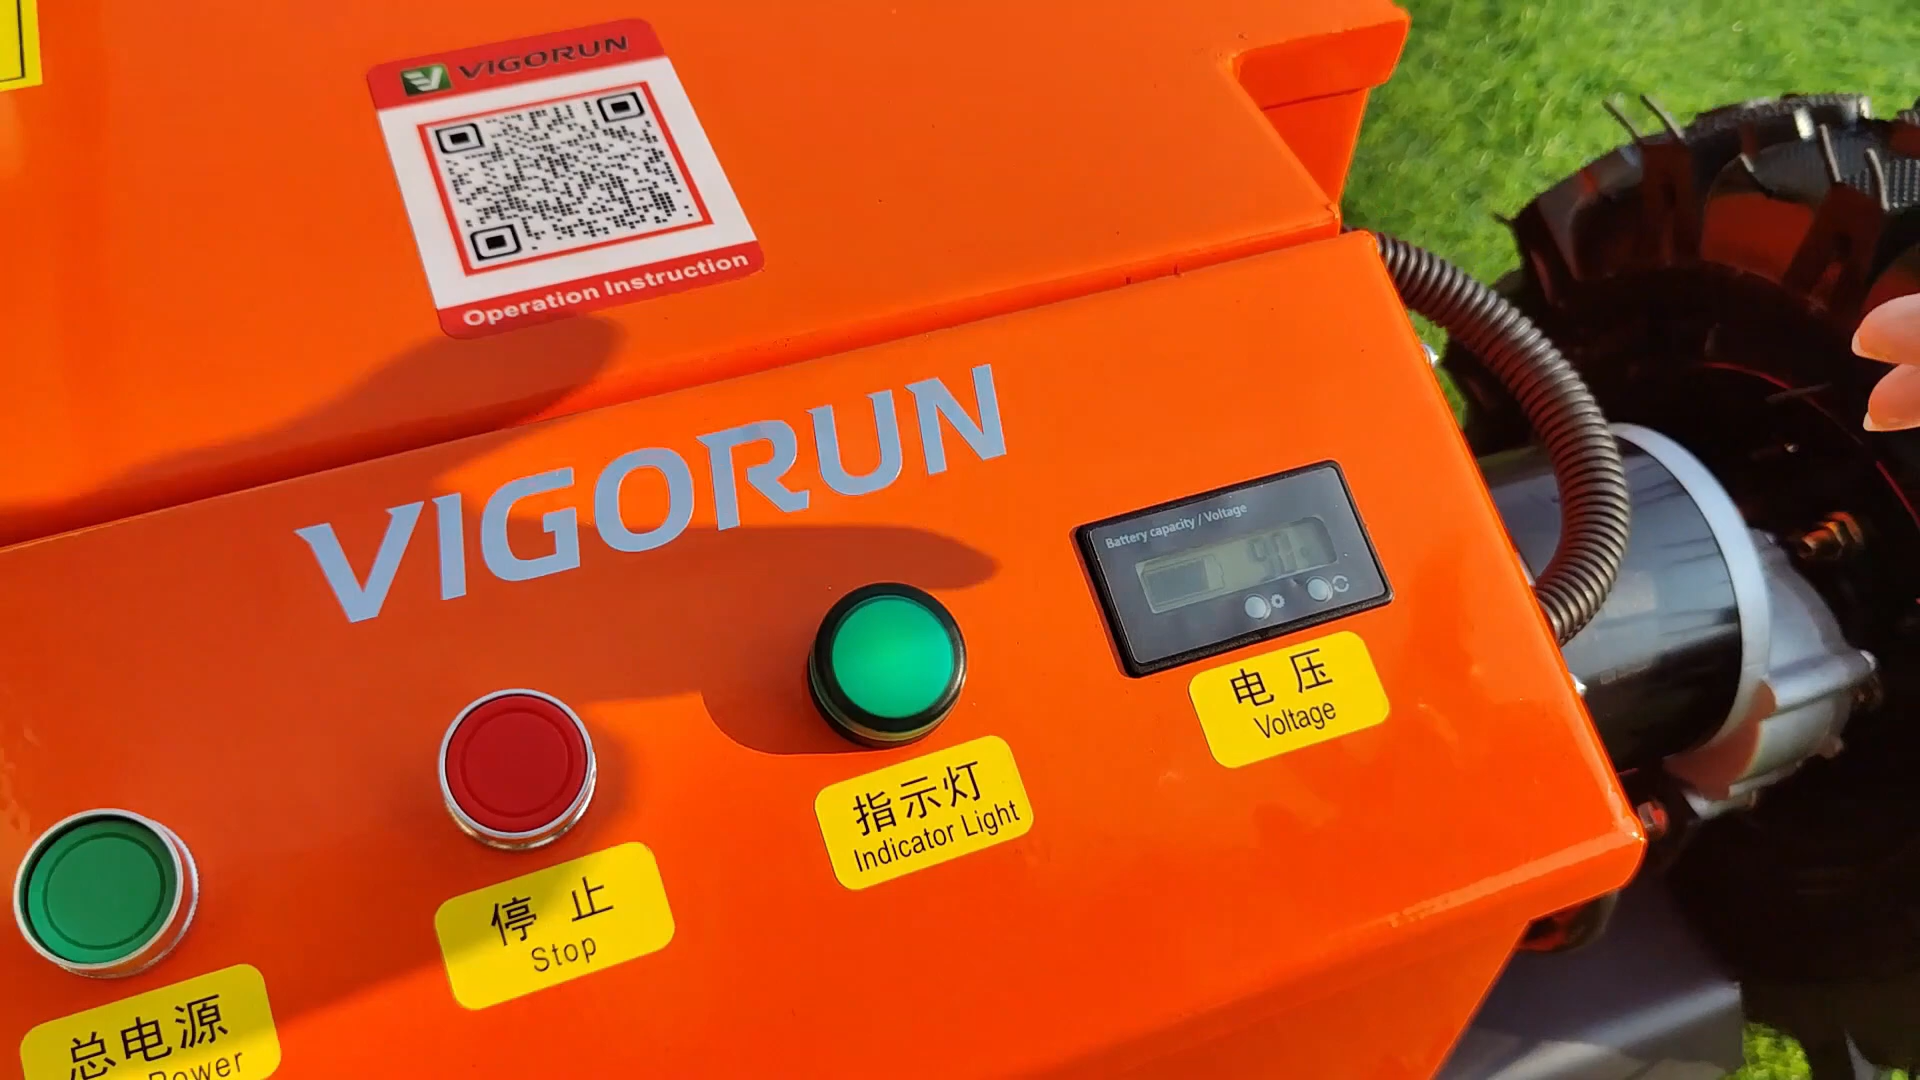 VIGORUN
Operation Instruction
VIGORUN
Battery capacity / Voltage
电压
Voltage
指示灯
Indicator Light
停止
Stop
总电源
Power